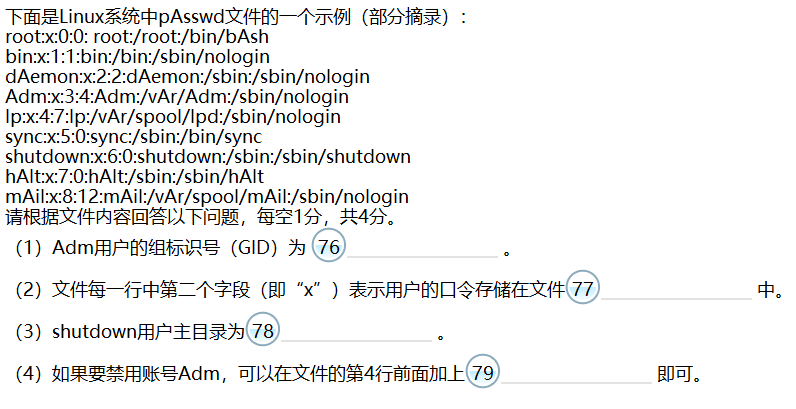 下面是Linux系统中pAsswd文件的一个示例（部分摘录）：
root:x:0:0: root:/root:/bin/bAsh
bin:x:1:1:bin:/bin:/sbin/nologin
dAemon:x:2:2:dAemon:/sbin:/sbin/nologin
Adm:x:3:4:Adm:/vAr/Adm:/sbin/nologin
lp:x:4:7:lp:/vAr/spool/lpd:/sbin/nologin
sync:x:5:0:sync:/sbin:/bin/sync
shutdown:x:6:0:shutdown:/sbin:/sbin/shutdown
hAlt:x:7:0:hAlt:/sbin:/sbin/hAlt
mAil:x:8:12:mAil:/vAr/spool/mAil:/sbin/nologin
请根据文件内容回答以下问题，每空1分，共4分。
（1）Adm用户的组标识号（GID）为 76 。
（2）文件每一行中第二个字段（即“x”）表示用户的口令存储在文件 77 中。
（3）shutdown用户主目录为 78 。
（4）如果要禁用账号Adm，可以在文件的第4行前面加上 79 即可。